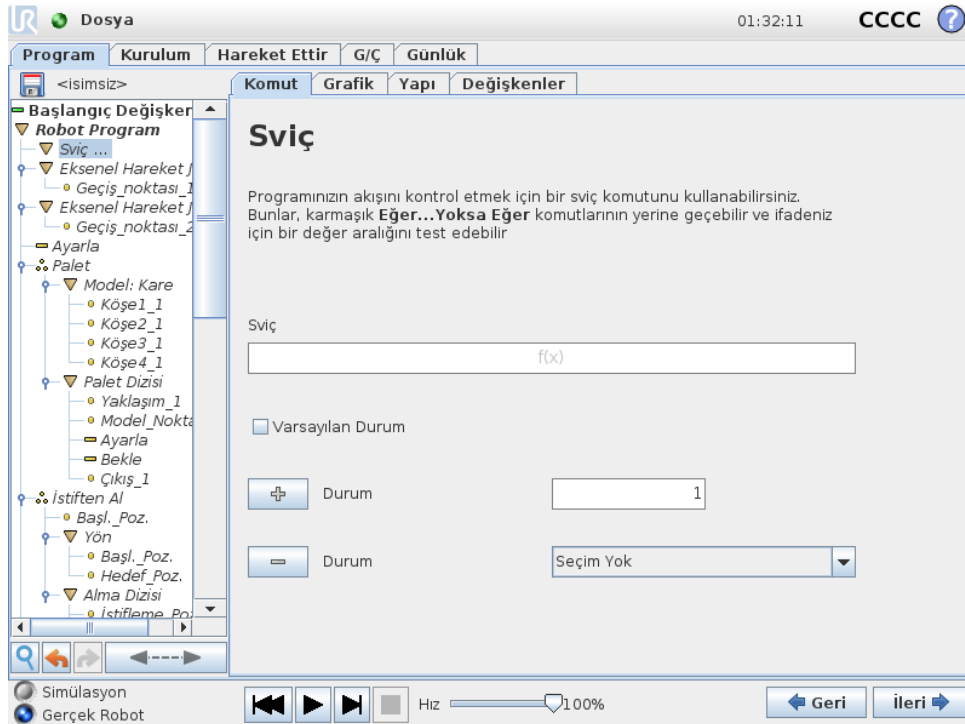 UR Dosya 01:32:11 CCCC ?
Program Kurulum Hareket Ettir G/Ç Günlük
<isimsiz>
Komut Grafik Yapı Değişkenler
Başlangıç Değişker
Robot Program
Sviç ...
Eksenel Hareket J
Geçiş_noktası_1
Eksenel Hareket J
Geçiş_noktası_2
Ayarla
Palet
Model: Kare
Köşe1_1
Köşe2_1
Köşe3_1
Köşe4_1
Palet Dizisi
Yaklaşım_1
Model_Nokta
Ayarla
Bekle
Çıkış_1
İstiften Al
Başl._Poz.
Yön
Başl._Poz.
Hedef_Poz.
Alma Dizisi
İstifleme_Poz
Sviç
Programınızın akışını kontrol etmek için bir sviç komutunu kullanabilirsiniz.
Bunlar, karmaşık Eğer...Yoksa Eğer komutlarının yerine geçebilir ve ifadeniz
için bir değer aralığını test edebilir
Sviç
f(x)
Varsayılan Durum
Durum 1
Durum Seçim Yok
Simülasyon
Gerçek Robot
Hız 100%
Geri İleri